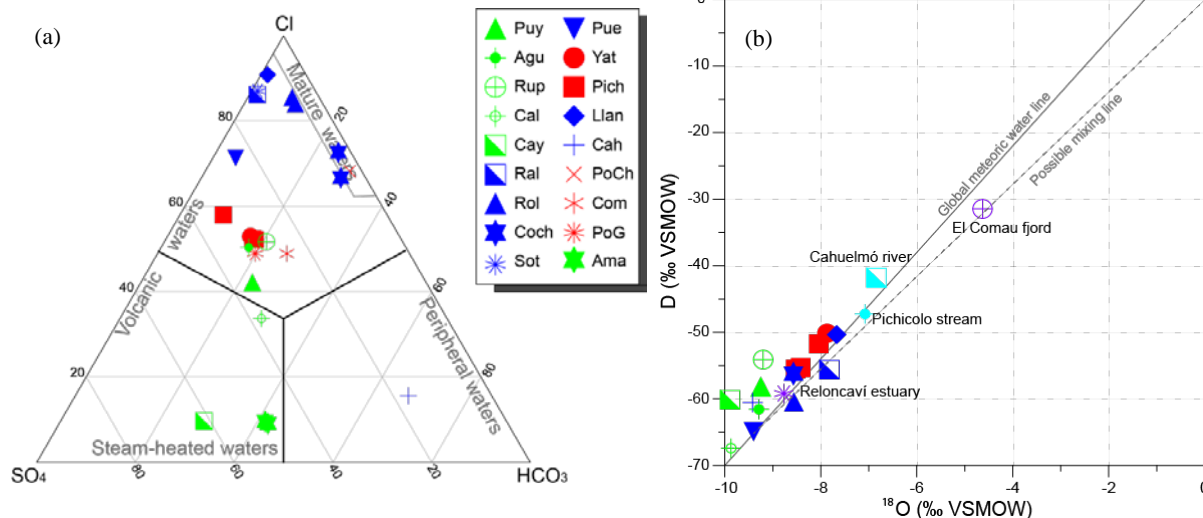 (a)
Cl
Mature waters
80
20
waters
40
40
Volcanic
60
Peripheral waters
20
80
Steam-heated waters
SO4
80
60
40
20
HCO3
Puy
Pue
Agu
Yat
Rup
Pich
Cal
Llan
Cay
Cah
Ral
PoCh
Rol
Com
Coch
PoG
Sot
Ama
(b)
-10
-20
-30
-40
-50
-60
-70
D (‰ VSMOW)
Global meteoric water line
Possible mixing line
El Comau fjord
Cahuelmó river
Pichicolo stream
Reloncaví estuary
-10
-8
-6
-4
-2
18O (‰ VSMOW)